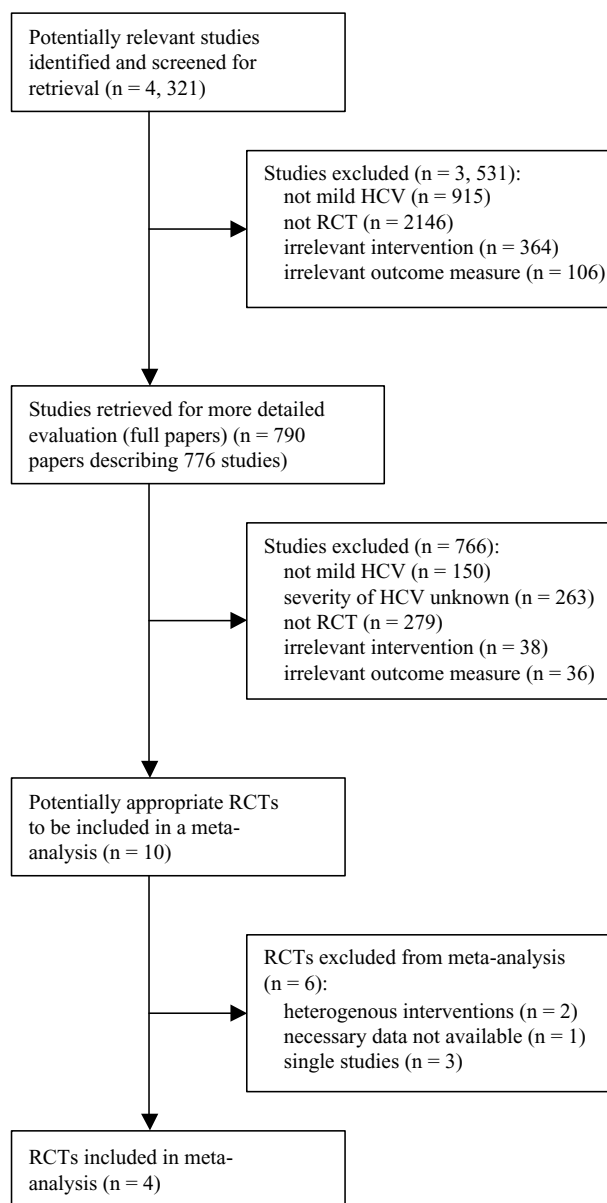 Potentially relevant studies
identified and screened for
retrieval (n = 4, 321)
Studies excluded (n = 3, 531):
not mild HCV (n = 915)
not RCT (n = 2146)
irrelevant intervention (n = 364)
irrelevant outcome measure (n = 106)
Studies retrieved for more detailed
evaluation (full papers) (n = 790
papers describing 776 studies)
Studies excluded (n = 766):
not mild HCV (n = 150)
severity of HCV unknown (n = 263)
not RCT (n = 279)
irrelevant intervention (n = 38)
irrelevant outcome measure (n = 36)
Potentially appropriate RCTs
to be included in a meta-
analysis (n = 10)
RCTs excluded from meta-analysis
(n = 6):
heterogenous interventions (n = 2)
necessary data not available (n = 1)
single studies (n = 3)
RCTs included in meta-
analysis (n = 4)